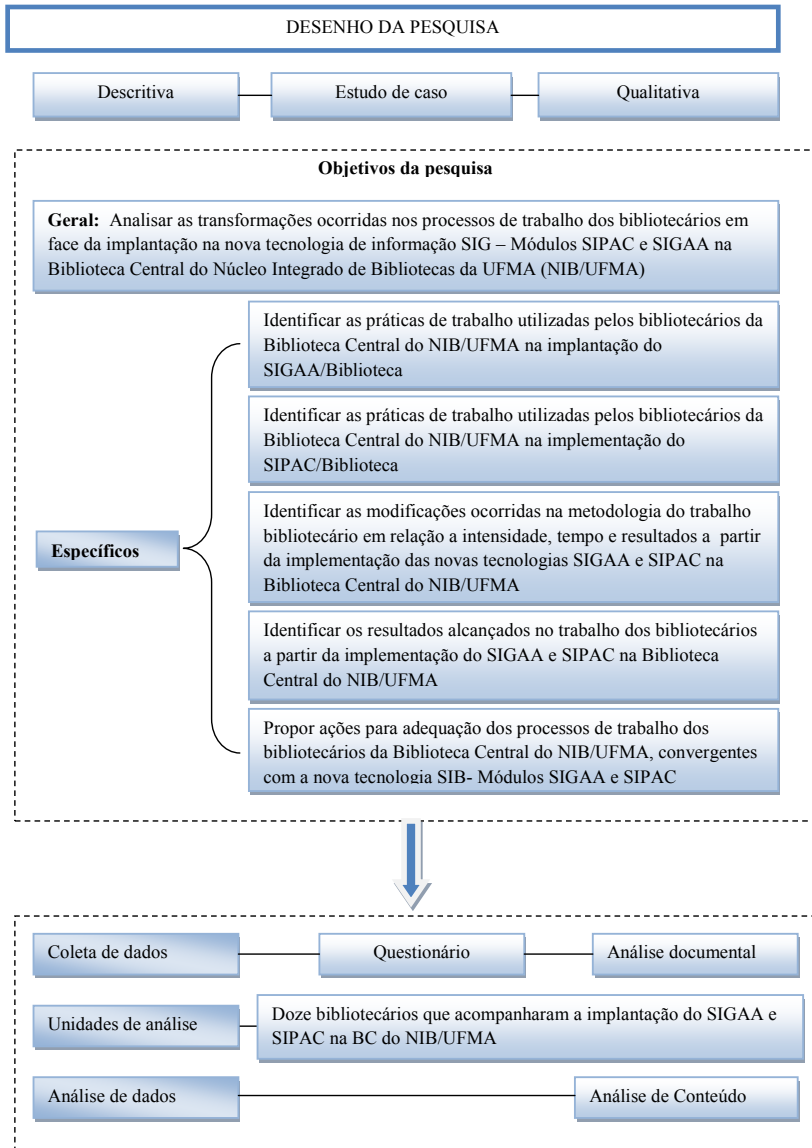 DESENHO DA PESQUISA
Descritiva
Estudo de caso
Qualitativa
Objetivos da pesquisa
Geral: Analisar as transformações ocorridas nos processos de trabalho dos bibliotecários em
face da implantação na nova tecnologia de informação SIG – Módulos SIPAC e SIGAA na
Biblioteca Central do Núcleo Integrado de Bibliotecas da UFMA (NIB/UFMA)
Específicos
Identificar as práticas de trabalho utilizadas pelos bibliotecários da
Biblioteca Central do NIB/UFMA na implantação do
SIGAA/Biblioteca
Identificar as práticas de trabalho utilizadas pelos bibliotecários da
Biblioteca Central do NIB/UFMA na implementação do
SIPAC/Biblioteca
Identificar as modificações ocorridas na metodologia do trabalho
bibliotecário em relação a intensidade, tempo e resultados a partir
da implementação das novas tecnologias SIGAA e SIPAC na
Biblioteca Central do NIB/UFMA
Identificar os resultados alcançados no trabalho dos bibliotecários
a partir da implementação do SIGAA e SIPAC na Biblioteca
Central do NIB/UFMA
Propor ações para adequação dos processos de trabalho dos
bibliotecários da Biblioteca Central do NIB/UFMA, convergentes
com a nova tecnologia SIB- Módulos SIGAA e SIPAC
Coleta de dados
Questionário
Análise documental
Unidades de análise
Doze bibliotecários que acompanharam a implantação do SIGAA e
SIPAC na BC do NIB/UFMA
Análise de dados
Análise de Conteúdo